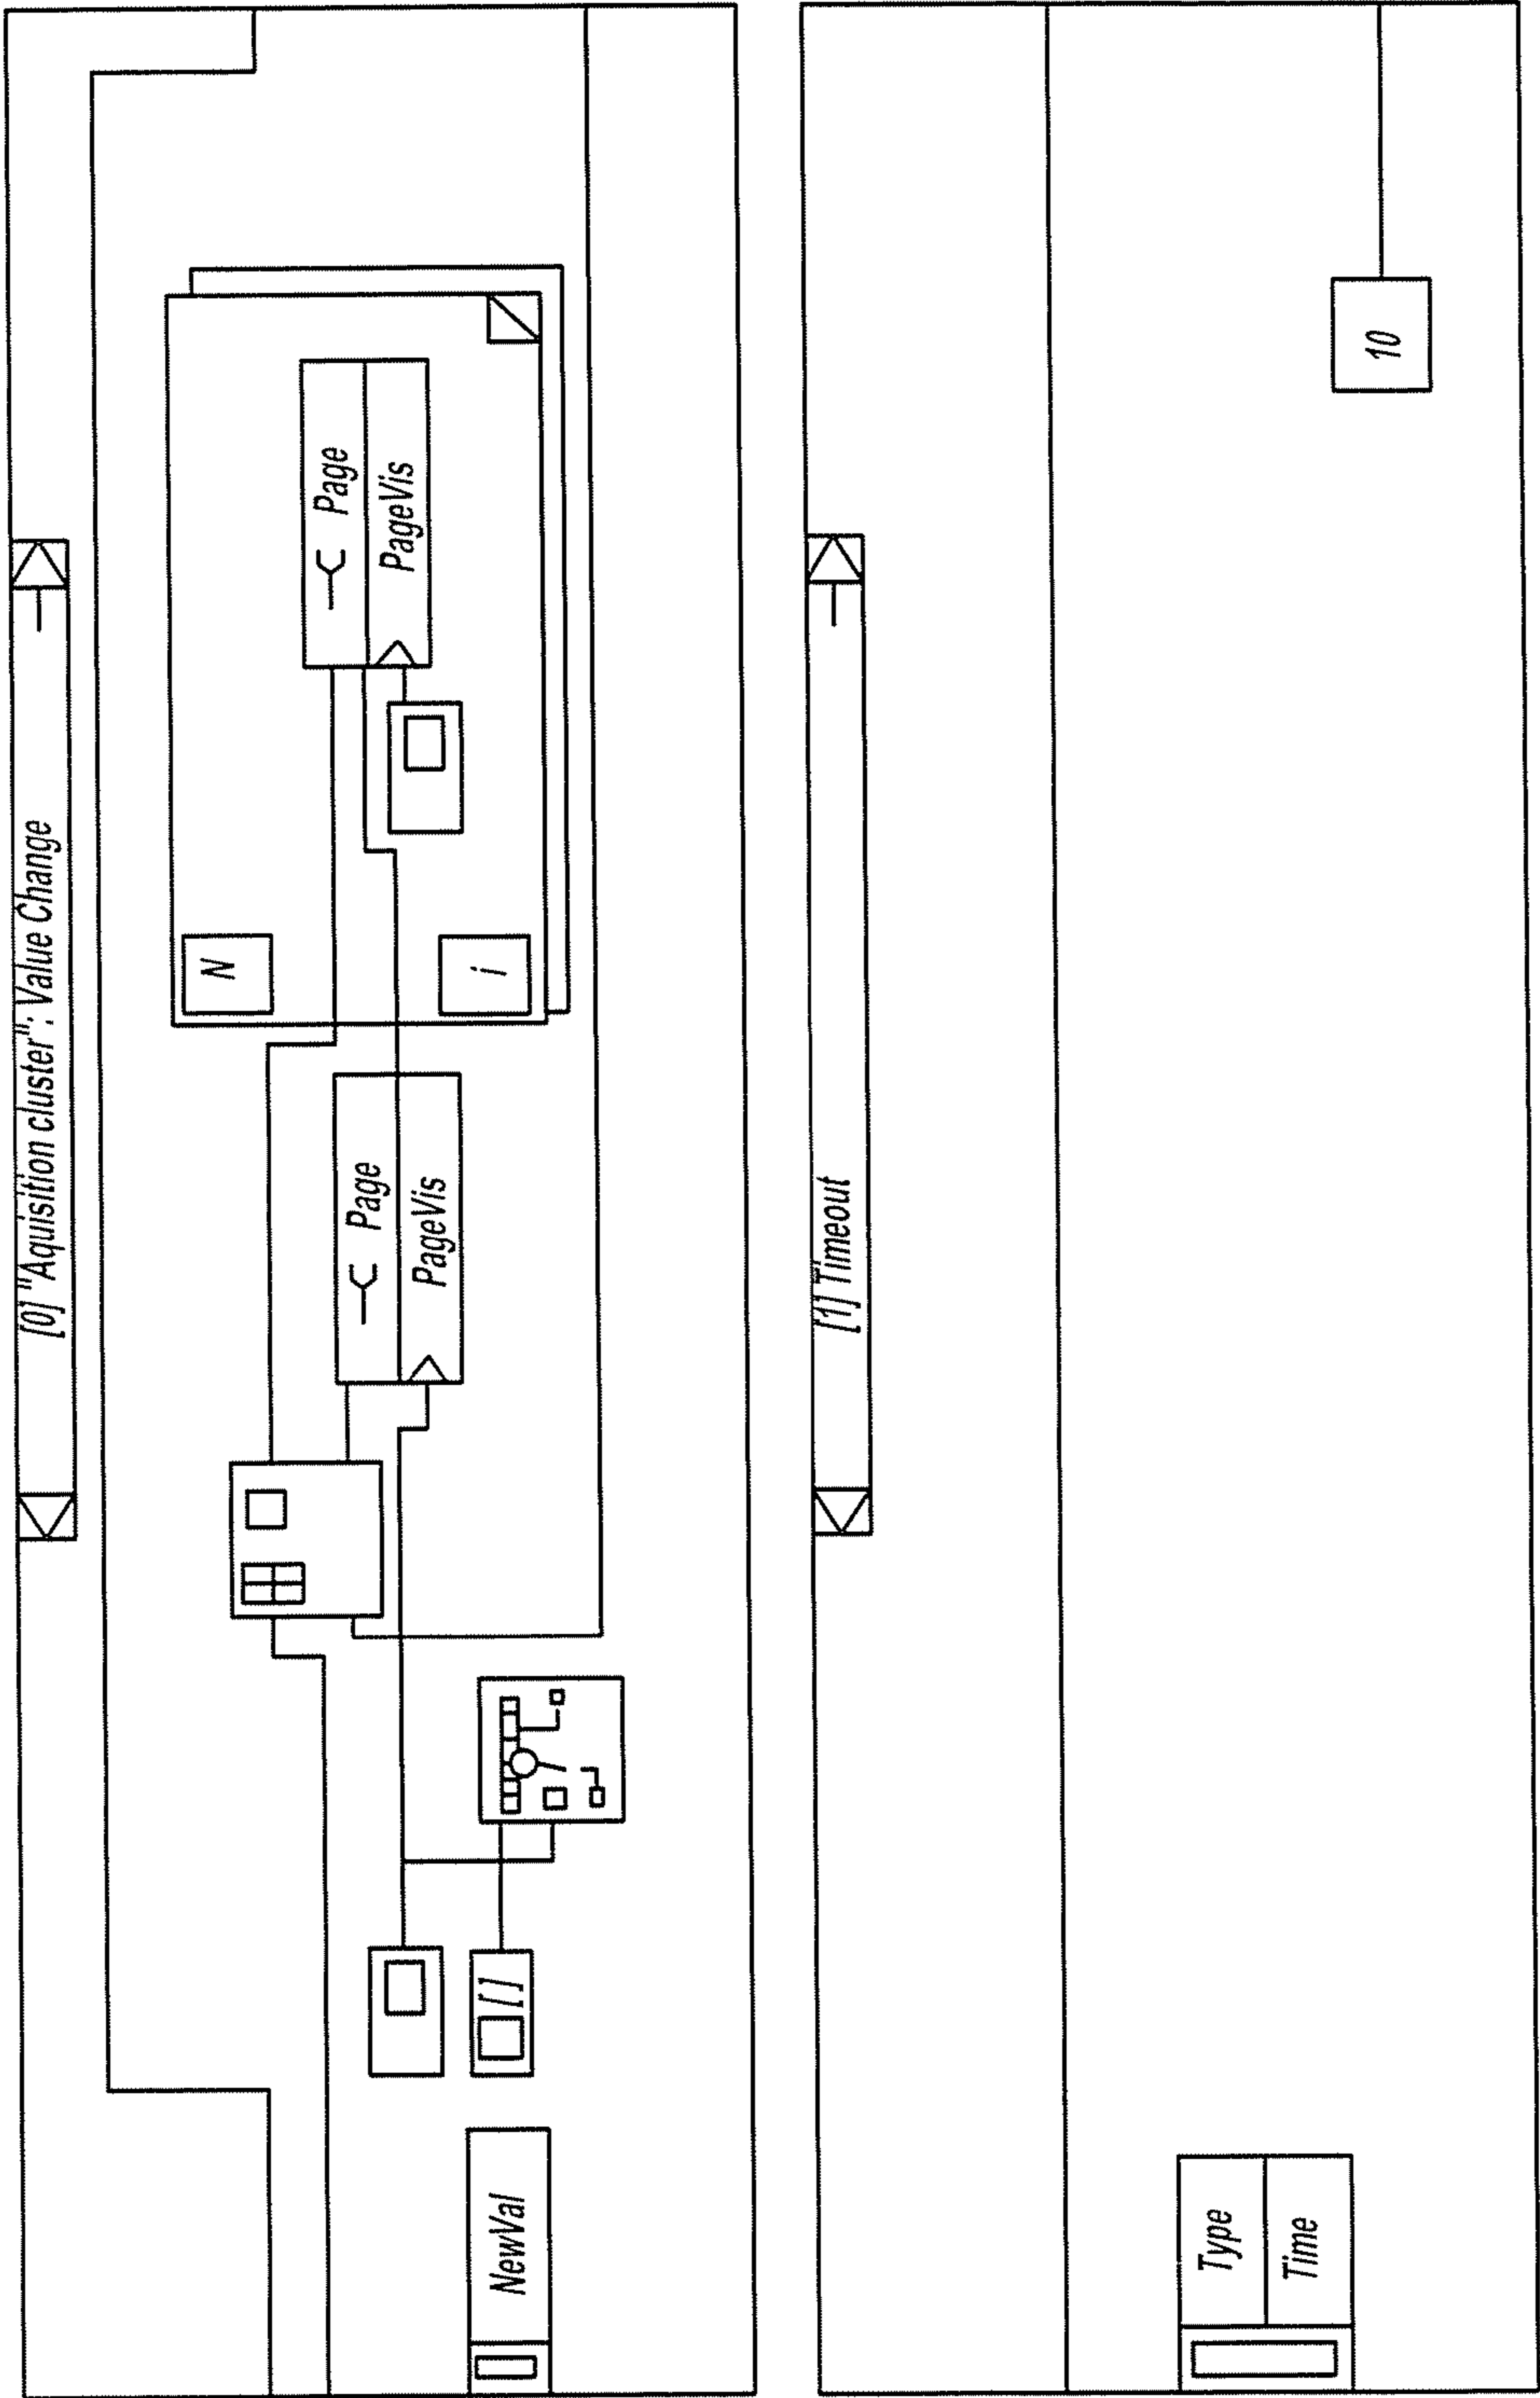 [0] "Aquisition cluster": Value Change
N
Page
PageVis
Page
PageVis
i
[ ]
NewVal
[1] Timeout
10
Type
Time